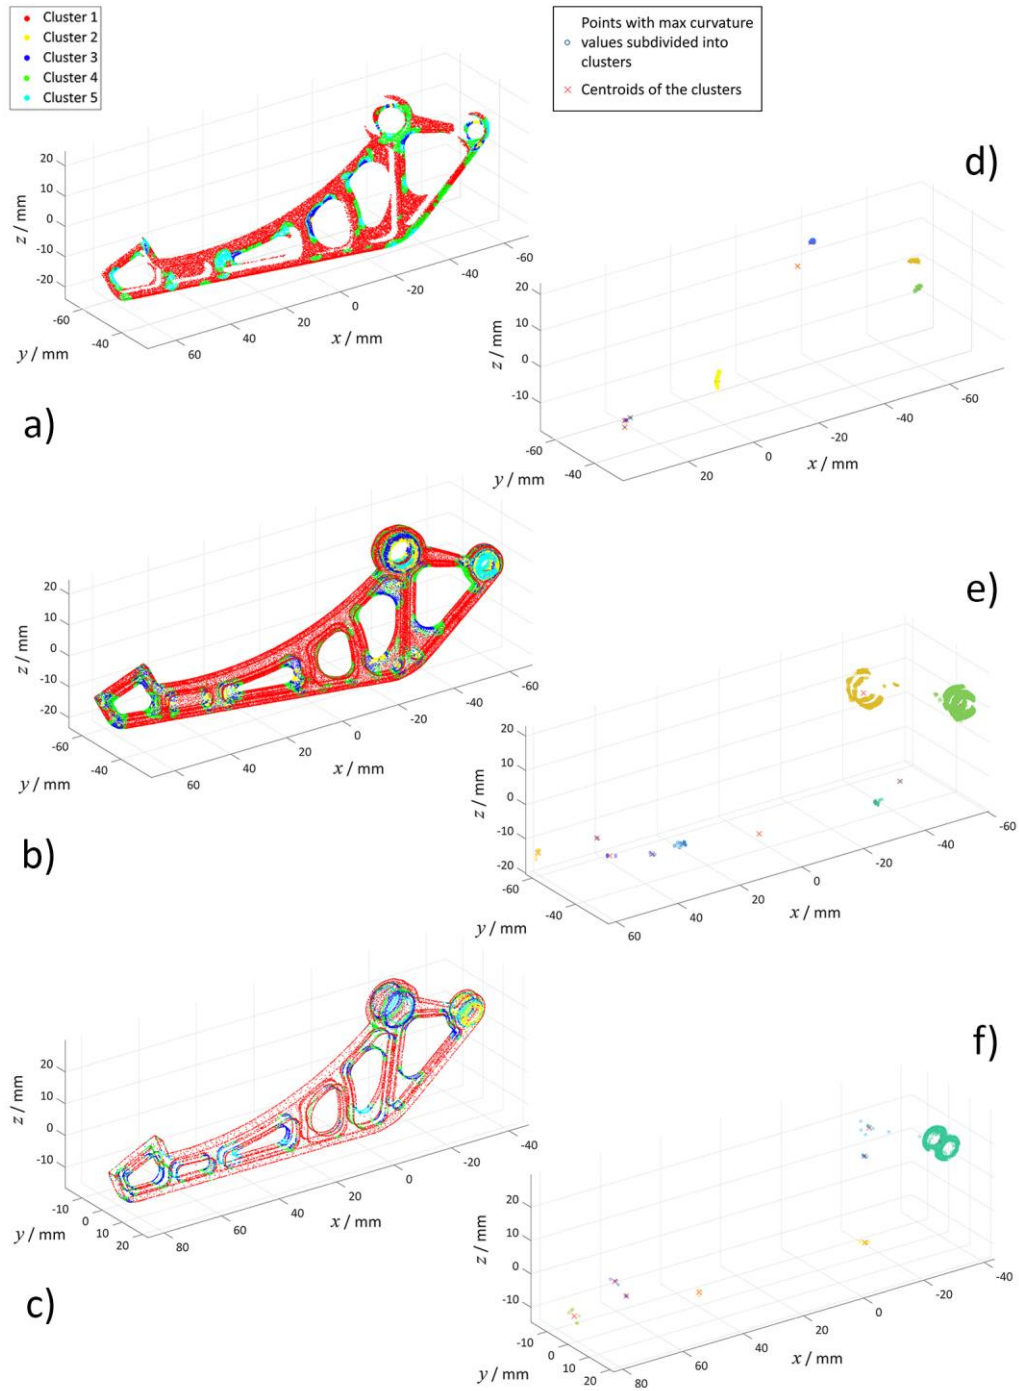 Cluster 1
Cluster 2
Cluster 3
Cluster 4
Cluster 5
Points with max curvature
values subdivided into
clusters
Centroids of the clusters
20
10
0
-10
-20
z / mm
-60
-40
y / mm
60
40
20
0
-20
-40
-60
x / mm
a)
d)
20
10
0
-10
z / mm
-60
-40
y / mm
20
0
-20
-40
-60
x / mm
20
10
0
-10
-20
z / mm
-60
-40
y / mm
60
40
20
0
-20
-40
-60
x / mm
b)
e)
20
10
0
-10
-20
z / mm
-60
-40
y / mm
60
40
20
0
-20
-40
-60
x / mm
20
10
0
-10
z / mm
-10
0
10
20
y / mm
80
60
40
20
0
-20
-40
x / mm
c)
f)
20
10
0
-10
z / mm
-10
0
10
20
y / mm
80
60
40
20
0
-20
-40
x / mm